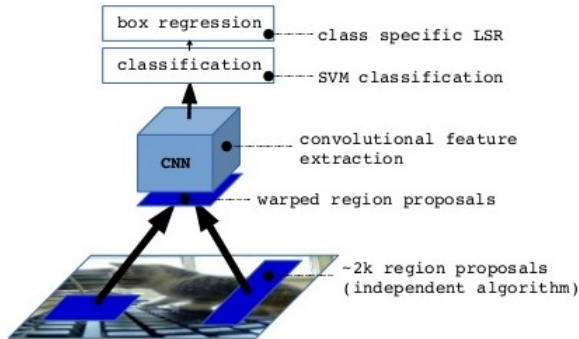 box regression
class specific LSR
classification
SVM classification
CNN
convolutional feature
extraction
warped region proposals
~2k region proposals
(independent algorithm)